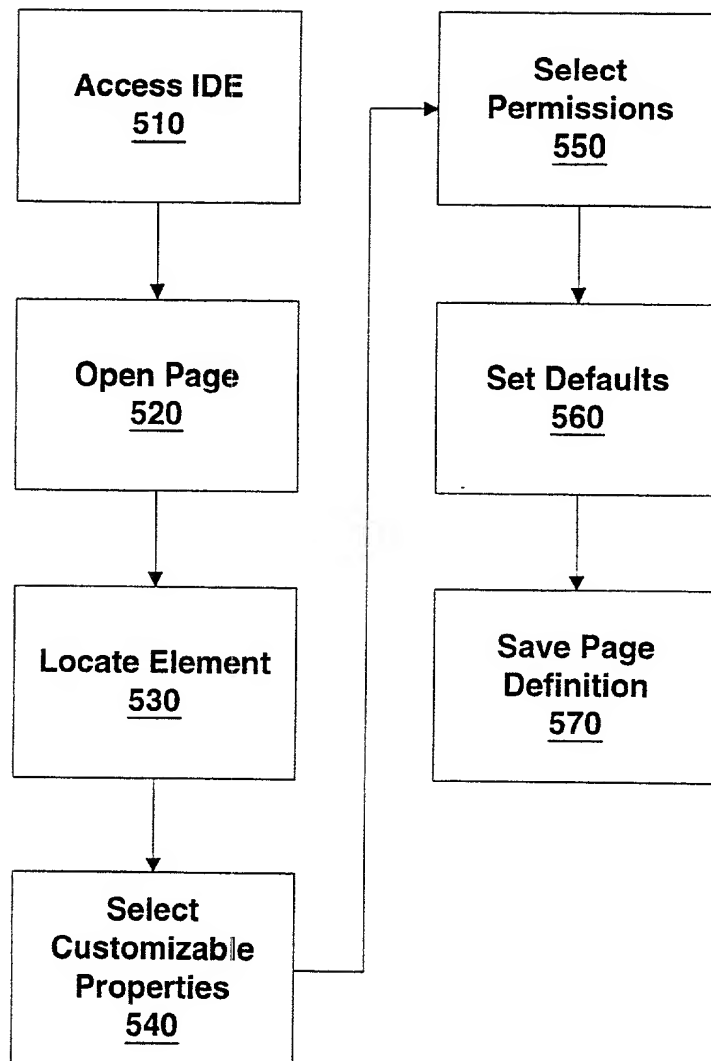 Access IDE
510
Open Page
520
Locate Element
530
Select
Customizable
Properties
540
Select
Permissions
550
Set Defaults
560
Save Page
Definition
570